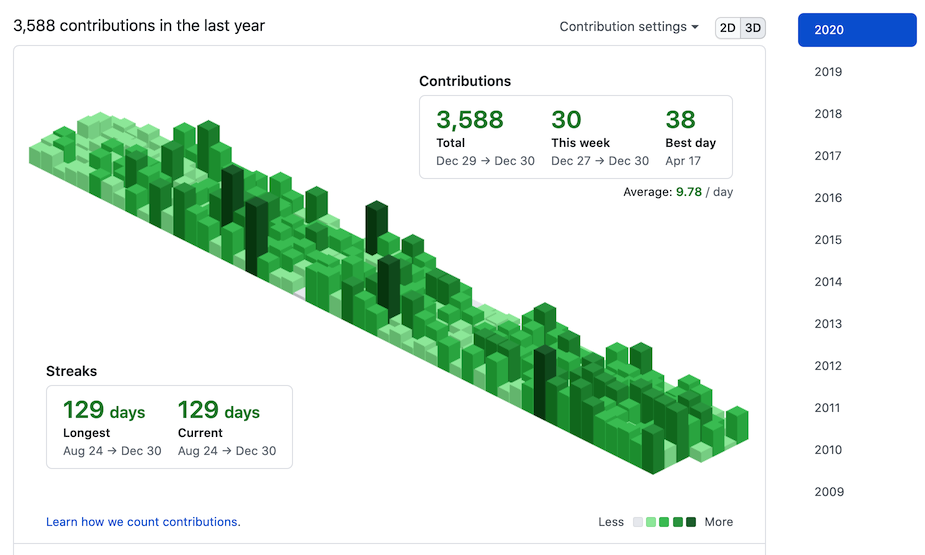 3,588 contributions in the last year
Contribution settings
2D 3D
Contributions
3,588 30 38
Total This week Best day
Dec 29 → Dec 30 Dec 27 → Dec 30 Apr 17
Average: 9.78 / day
Streaks
129 days 129 days
Longest Current
Aug 24 → Dec 30 Aug 24 → Dec 30
Learn how we count contributions.
Less More
2020
2019
2018
2017
2016
2015
2014
2013
2012
2011
2010
2009